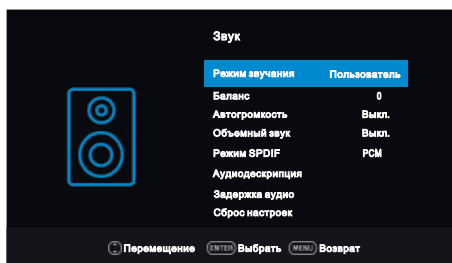 Звук
Режим звучания Пользователь
Баланс 0
Автогромкость Выкл.
Объемный звук Выкл.
Режим SPDIF PCM
Аудиодескрипция
Задержка аудио
Сброс настроек
Перемещение ENTER Выбрать MENU Возврат